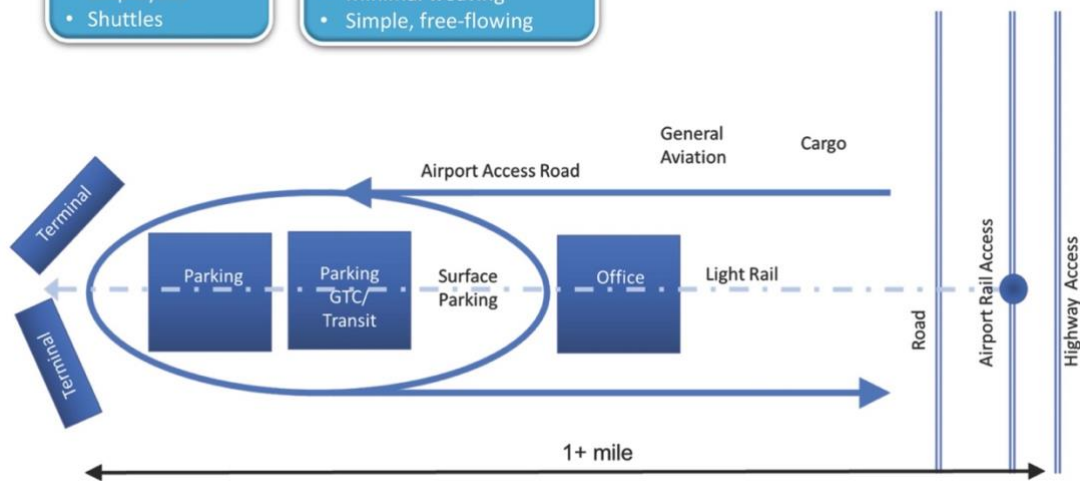 • Shuttles
• Simple, free-flowing
General
Aviation
Cargo
Airport Access Road
Terminal
Parking
Parking
GTC/
Transit
Surface
Parking
Office
Light Rail
Terminal
Road
Airport Rail Access
Highway Access
1+ mile